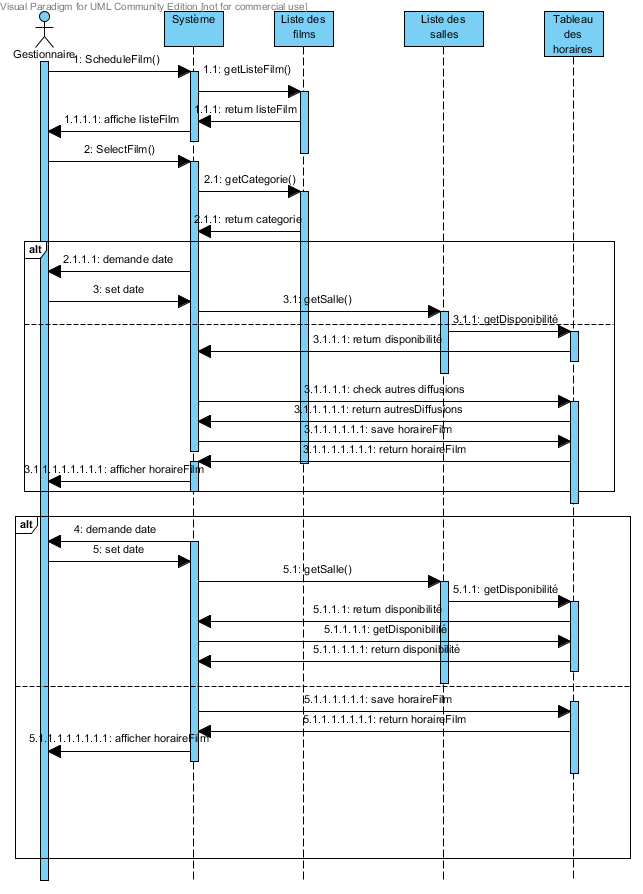 Visual Paradigm for UML Community Edition [not for commercial use]
Système
Liste des
films
Liste des
salles
Tableau
des
horaires
Gestionnaire
1: ScheduleFilm()
1.1: getListeFilm()
1.1.1: return listeFilm
1.1.1.1: affiche listeFilm
2: SelectFilm()
2.1: getCategorie()
2.1.1: return categorie
alt
2.1.1.1: demande date
3: set date
3.1: getSalle()
3.1.1: getDisponibilité
3.1.1.1: return disponibilité
3.1.1.1.1: check autres diffusions
3.1.1.1.1.1: return autresDiffusions
3.1.1.1.1.1.1: save horaireFilm
3.1.1.1.1.1.1.1: return horaireFilm
3.1.1.1.1.1.1.1.1: afficher horaireFilm
alt
4: demande date
5: set date
5.1: getSalle()
5.1.1: getDisponibilité
5.1.1.1: return disponibilité
5.1.1.1.1: getDisponibilité
5.1.1.1.1.1: return disponibilité
5.1.1.1.1.1.1: save horaireFilm
5.1.1.1.1.1.1.1: return horaireFilm
5.1.1.1.1.1.1.1.1: afficher horaireFilm